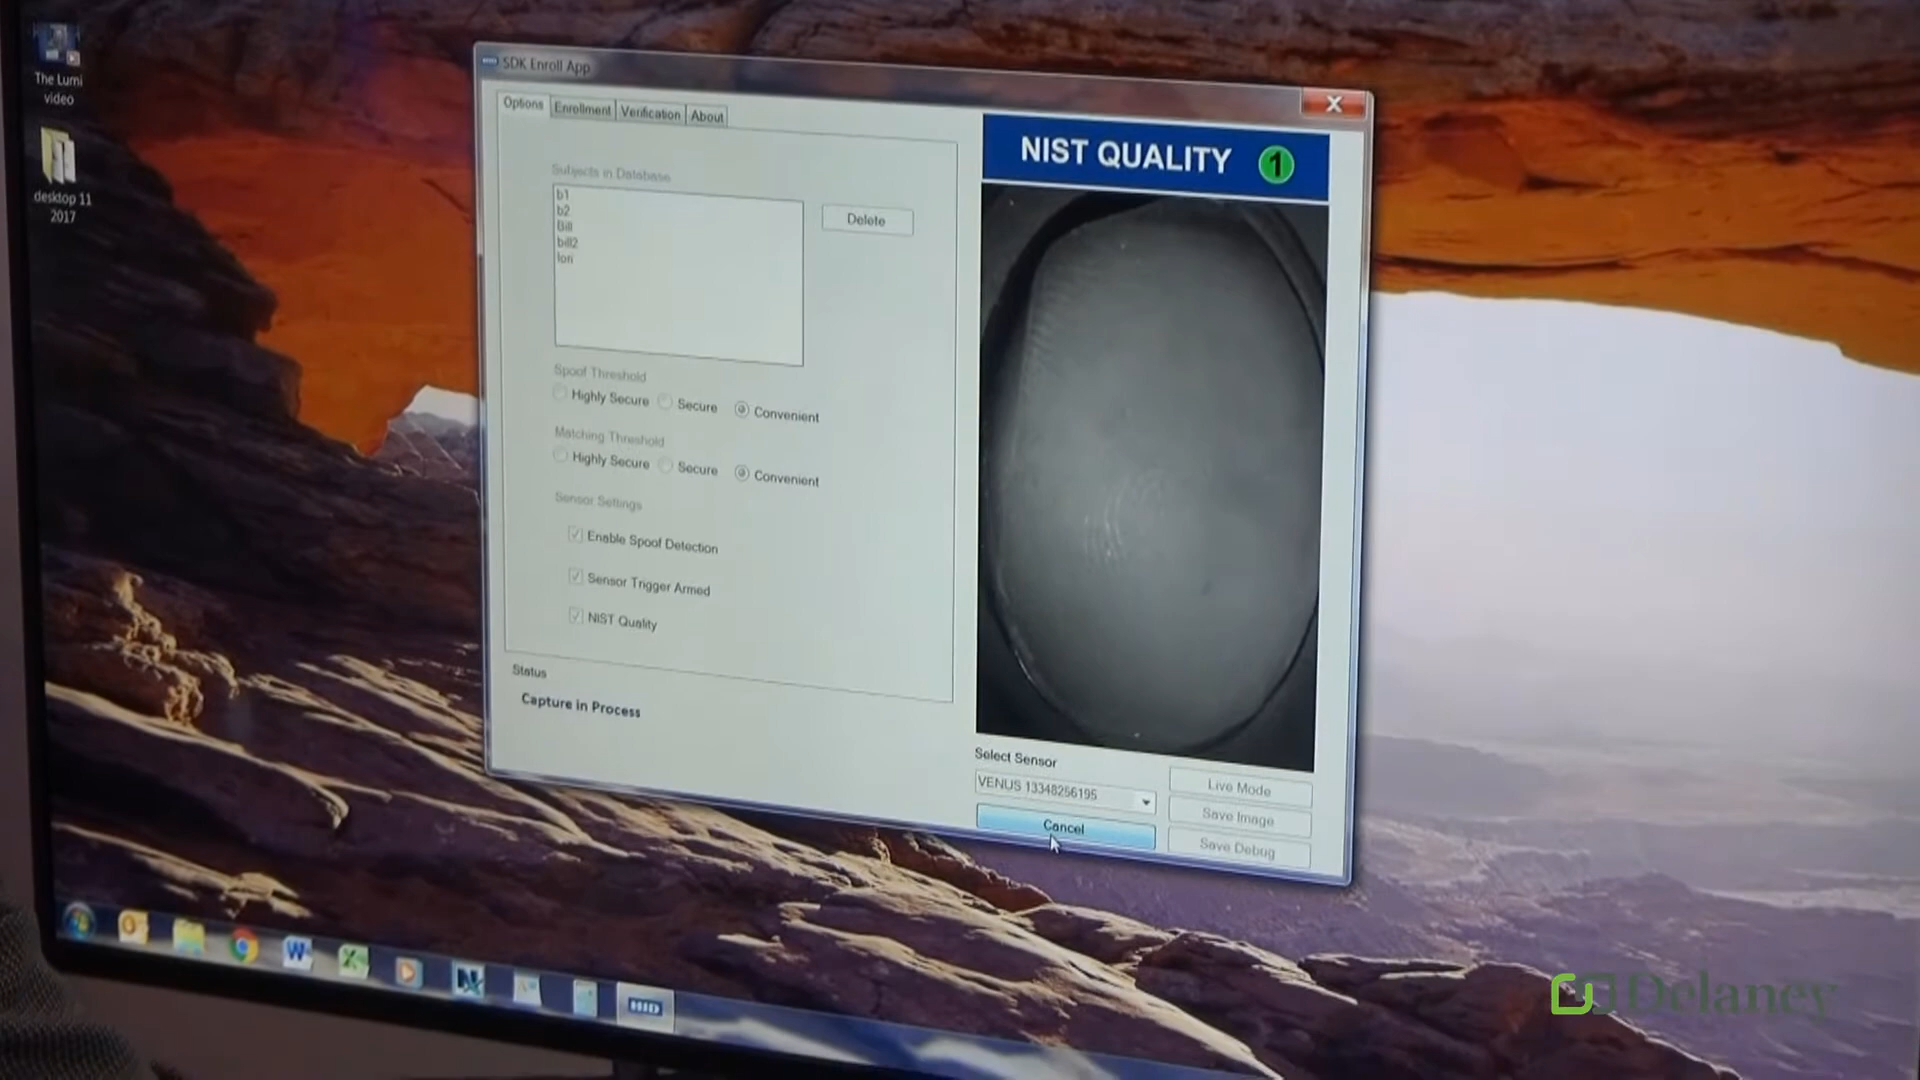 The Lumi
video
desktop 11
2017
SDK Enroll App
Options
Enrollment
Verification
About
Subjects in Database
b1
b2
Bill
bill2
lori
Delete
Spoof Threshold
Highly Secure
Secure
Convenient
Matching Threshold
Highly Secure
Secure
Convenient
Sensor Settings
Enable Spoof Detection
Sensor Trigger Armed
NIST Quality
Status
Capture in Process
NIST QUALITY 1
Select Sensor
VENUS 13348256195
Cancel
Live Mode
Save Image
Save Debug
HID
Delaney